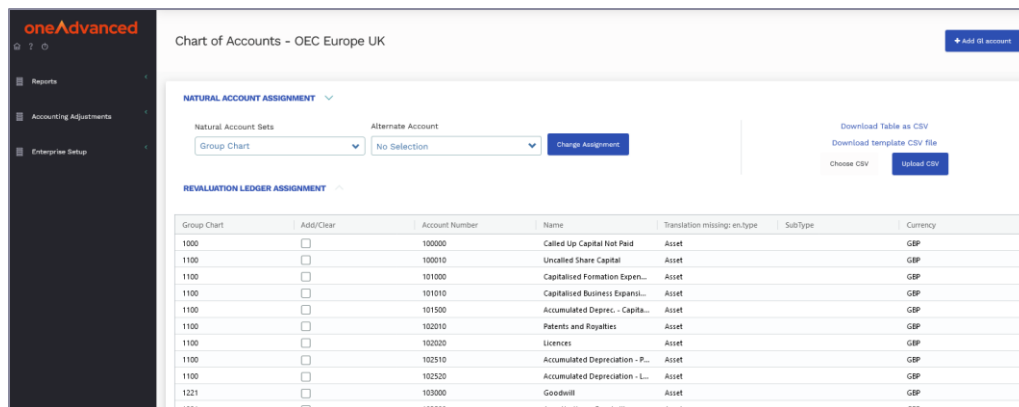 oneAdvanced
Chart of Accounts - OEC Europe UK
+ Add Gl account
Reports
Accounting Adjustments
Enterprise Setup
NATURAL ACCOUNT ASSIGNMENT
Natural Account Sets
Alternate Account
Group Chart
No Selection
Change Assignment
Download Table as CSV
Download template CSV file
Choose CSV
Upload CSV
REVALUATION LEDGER ASSIGNMENT
Group Chart Add/Clear Account Number Name Translation missing: en.type SubType Currency
1000 100000 Called Up Capital Not Paid Asset GBP
1100 100010 Uncalled Share Capital Asset GBP
1100 101000 Capitalised Formation Expen... Asset GBP
1100 101010 Capitalised Business Expansi... Asset GBP
1100 101500 Accumulated Deprec. - Capita... Asset GBP
1100 102010 Patents and Royalties Asset GBP
1100 102020 Licences Asset GBP
1100 102510 Accumulated Depreciation - P... Asset GBP
1100 102520 Accumulated Depreciation - L... Asset GBP
1221 103000 Goodwill Asset GBP